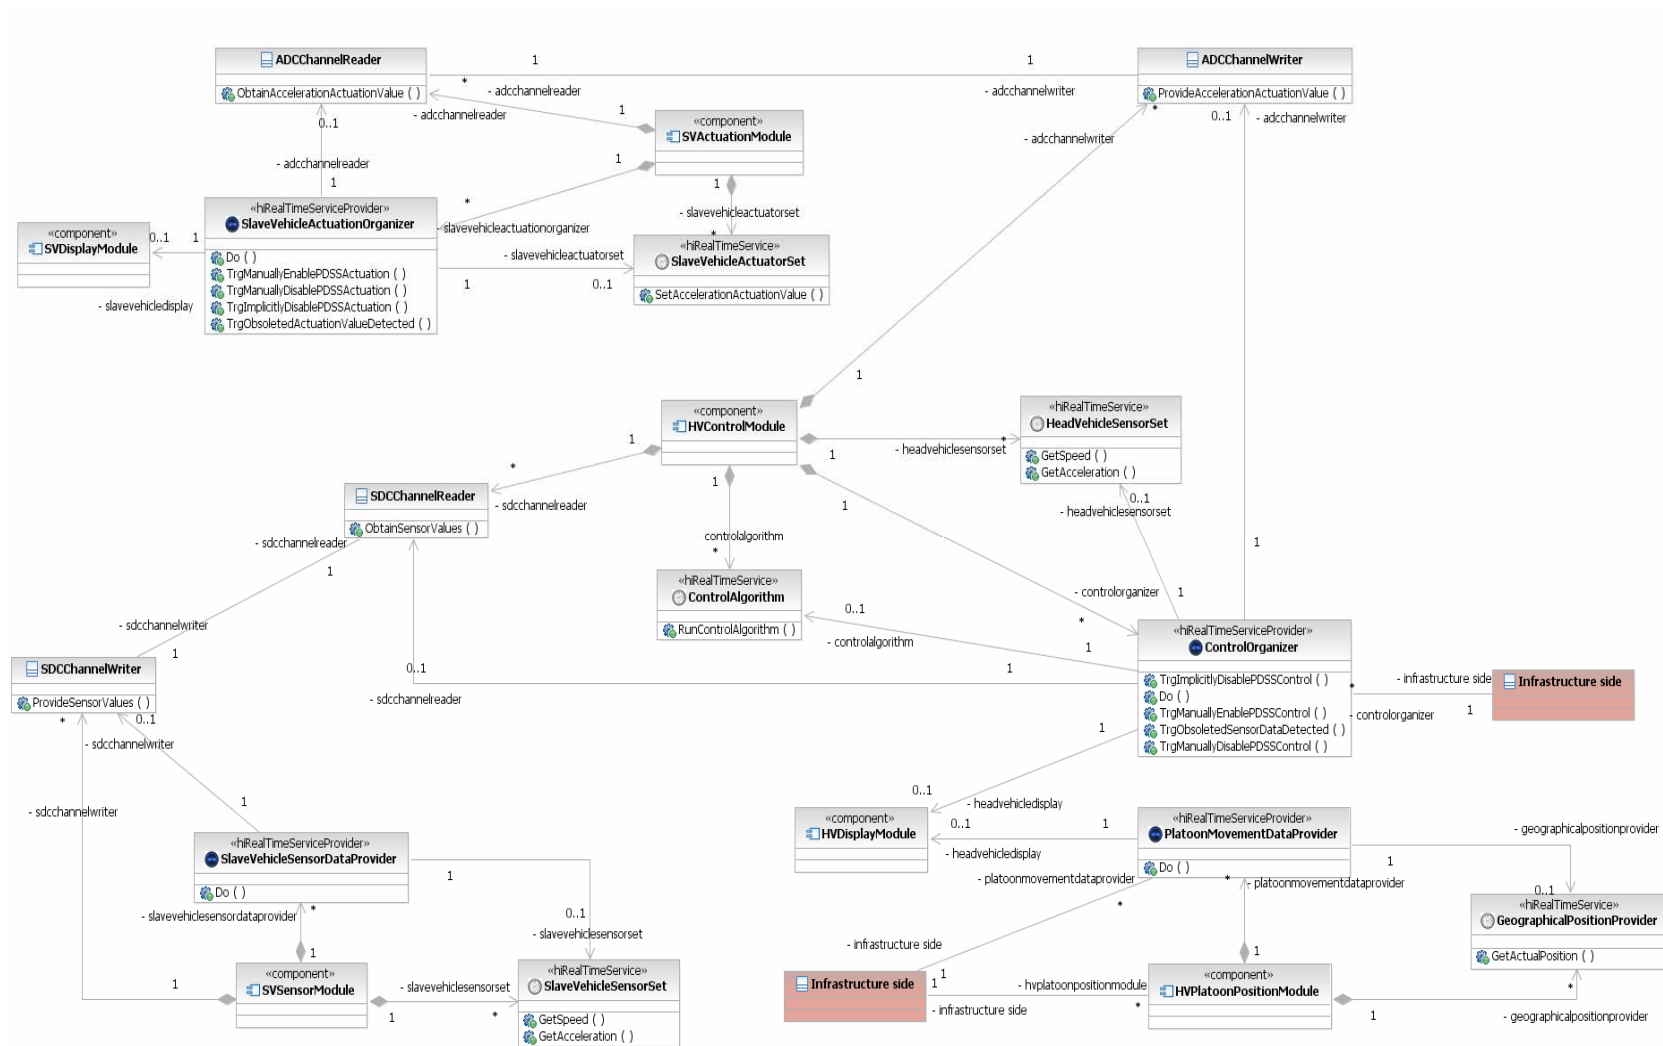 ADCChannelReader
ObtainAccelerationActuationValue ( )
1
1
*
- adcchannelreader
- adcchannelwriter
ADCChannelWriter
ProvideAccelerationActuationValue ( )
*
0..1
- adcchannelwriter
- adcchannelwriter
0..1
- adcchannelreader
1
- adcchannelreader
1
«component»
SVActuationModule
1
1
*
- slavevehicleactuatorset
*
- slavevehicleactuationorganizer
«hiRealTimeServiceProvider»
SlaveVehicleActuationOrganizer
Do ( )
TrgManuallyEnablePDSSActuation ( )
TrgManuallyDisablePDSSActuation ( )
TrgImplicitlyDisablePDSSActuation ( )
TrgObsoletedActuationValueDetected ( )
«component»
SVDisplayModule
0..1
1
- slavevehicledisplay
- slavevehicleactuatorset
1
0..1
«hiRealTimeService»
SlaveVehicleActuatorSet
SetAccelerationActuationValue ( )
1
«component»
HVControlModule
1
*
- sdcchannelreader
1
controlalgorithm
*
1
*
- headvehiclesensorset
1
«hiRealTimeService»
HeadVehicleSensorSet
GetSpeed ( )
GetAcceleration ( )
0..1
- headvehiclesensorset
1
1
SDCChannelReader
ObtainSensorValues ( )
- sdcchannelreader
1
- sdcchannelwriter
1
«hiRealTimeService»
ControlAlgorithm
RunControlAlgorithm ( )
0..1
- controlalgorithm
1
- controlorganizer
*
0..1
- sdcchannelreader
1
«hiRealTimeServiceProvider»
ControlOrganizer
TrgImplicitlyDisablePDSSControl ( )
Do ( )
TrgManuallyEnablePDSSControl ( )
TrgObsoletedSensorDataDetected ( )
TrgManuallyDisablePDSSControl ( )
*
- controlorganizer
- infrastructure side
1
Infrastructure side
SDCChannelWriter
ProvideSensorValues ( )
*
0..1
- sdcchannelwriter
- sdcchannelwriter
1
1
0..1
- headvehicledisplay
«component»
HVDisplayModule
0..1
1
- headvehicledisplay
«hiRealTimeServiceProvider»
PlatoonMovementDataProvider
Do ( )
- geographicalpositionprovider
1
0..1
- platoonmovementdataprovider
*
*
- platoonmovementdataprovider
«hiRealTimeServiceProvider»
SlaveVehicleSensorDataProvider
Do ( )
- slavevehiclesensordataprovider
*
1
1
0..1
- slavevehiclesensorset
«hiRealTimeService»
GeographicalPositionProvider
GetActualPosition ( )
- infrastructure side
1
1
*
1
«component»
SVSensorModule
- slavevehiclesensorset
1
*
«hiRealTimeService»
SlaveVehicleSensorSet
GetSpeed ( )
GetAcceleration ( )
Infrastructure side
1
- hvplatoonpositionmodule
- infrastructure side
*
«component»
HVPlatoonPositionModule
1
- geographicalpositionprovider